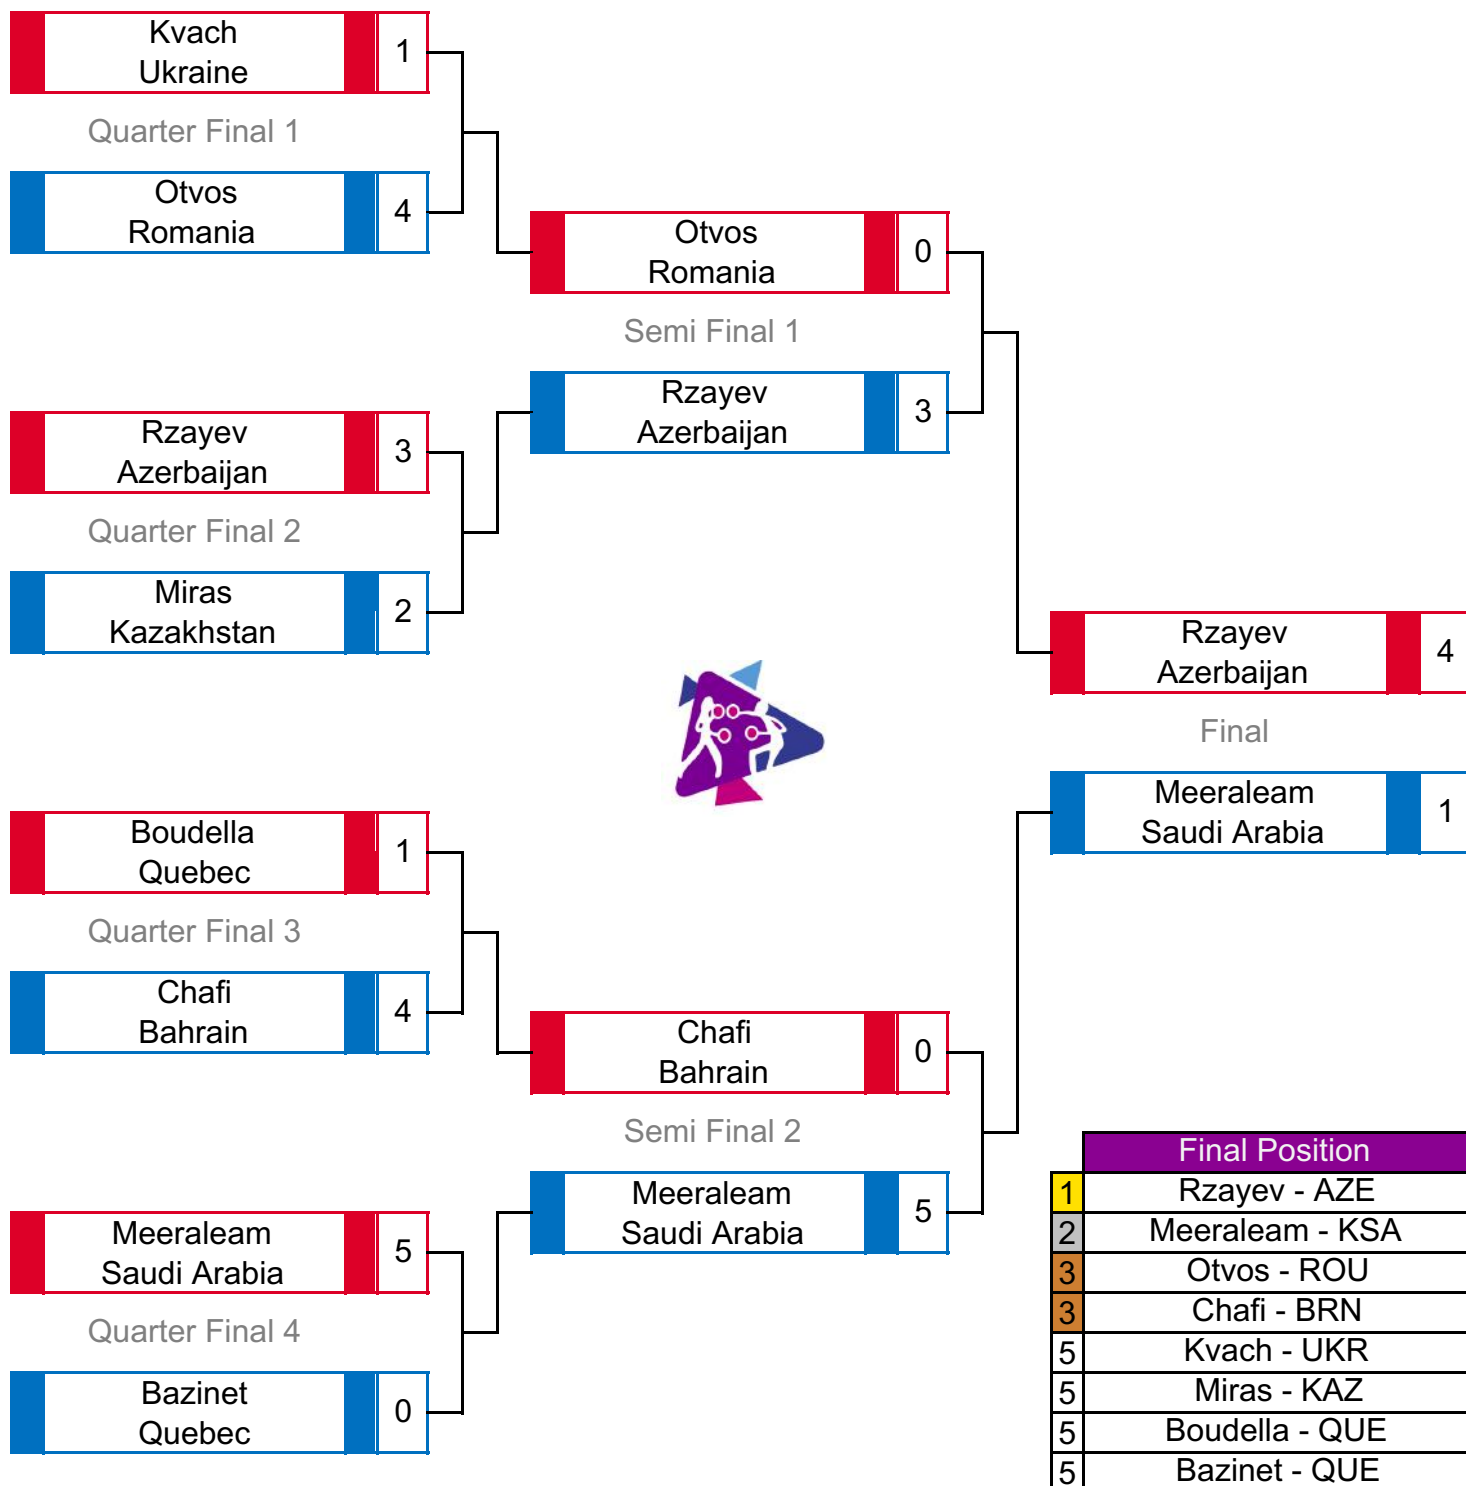 Kvach
Ukraine
1
Quarter Final 1
Otvos
Romania
4
Rzayev
Azerbaijan
3
Quarter Final 2
Miras
Kazakhstan
2
Boudella
Quebec
1
Quarter Final 3
Chafi
Bahrain
4
Meeraleam
Saudi Arabia
5
Quarter Final 4
Bazinet
Quebec
0
Otvos
Romania
0
Semi Final 1
Rzayev
Azerbaijan
3
Chafi
Bahrain
0
Semi Final 2
Meeraleam
Saudi Arabia
5
Rzayev
Azerbaijan
4
Final
Meeraleam
Saudi Arabia
1
Final Position
1 Rzayev - AZE
2 Meeraleam - KSA
3 Otvos - ROU
3 Chafi - BRN
5 Kvach - UKR
5 Miras - KAZ
5 Boudella - QUE
5 Bazinet - QUE